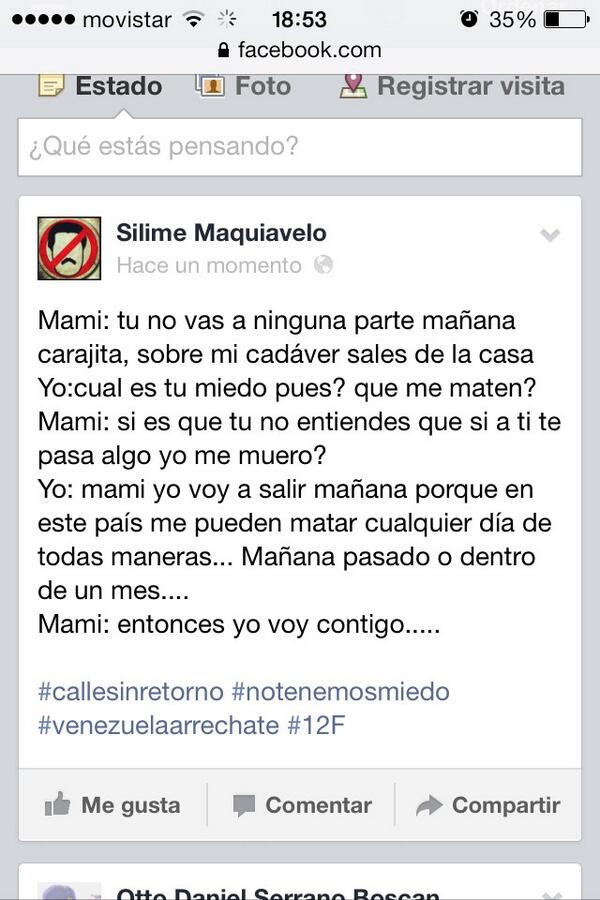 movistar 18:53 35%
facebook.com
Estado Foto Registrar visita
¿Qué estás pensando?
Silime Maquiavelo
Hace un momento
Mami: tu no vas a ninguna parte mañana
carajita, sobre mi cadáver sales de la casa
Yo:cual es tu miedo pues? que me maten?
Mami: si es que tu no entiendes que si a ti te
pasa algo yo me muero?
Yo: mami yo voy a salir mañana porque en
este país me pueden matar cualquier día de
todas maneras... Mañana pasado o dentro
de un mes....
Mami: entonces yo voy contigo.....
#callesinretorno #notenemosmiedo
#venezuelaarrechate #12F
Me gusta Comentar Compartir
Otto Daniel Serrano Boscan